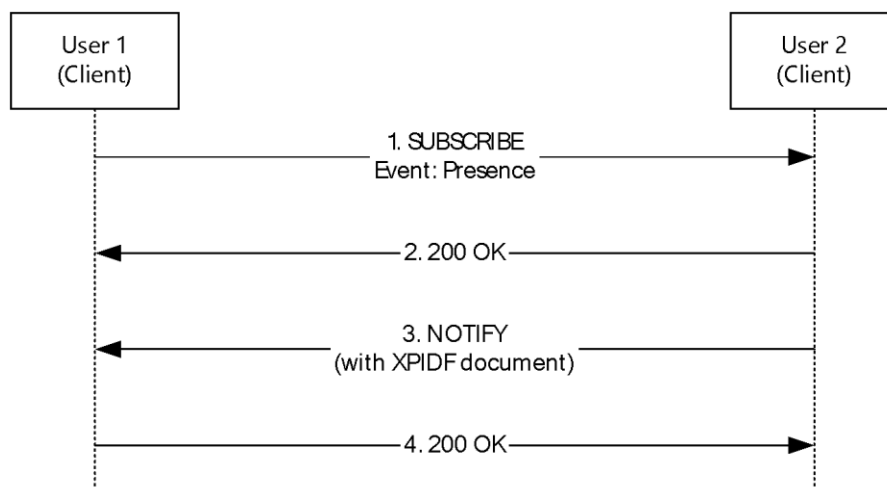 User 1
(Client)
User 2
(Client)
1. SUBSCRIBE
Event: Presence
2. 200 OK
3. NOTIFY
(with XPIDF document)
4. 200 OK